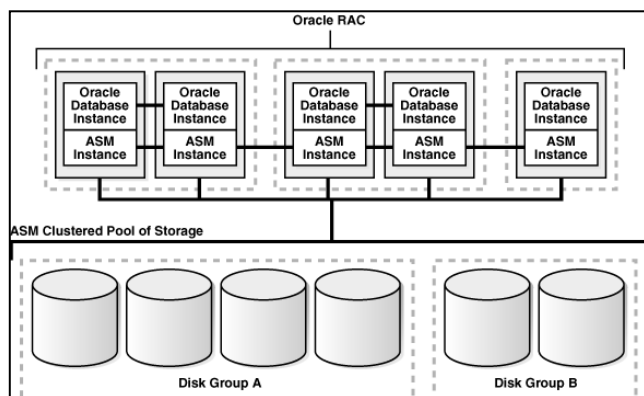 Oracle RAC
Oracle Database Instance
Oracle Database Instance
Oracle Database Instance
Oracle Database Instance
Oracle Database Instance
ASM Instance
ASM Instance
ASM Instance
ASM Instance
ASM Instance
ASM Clustered Pool of Storage
Disk Group A
Disk Group B